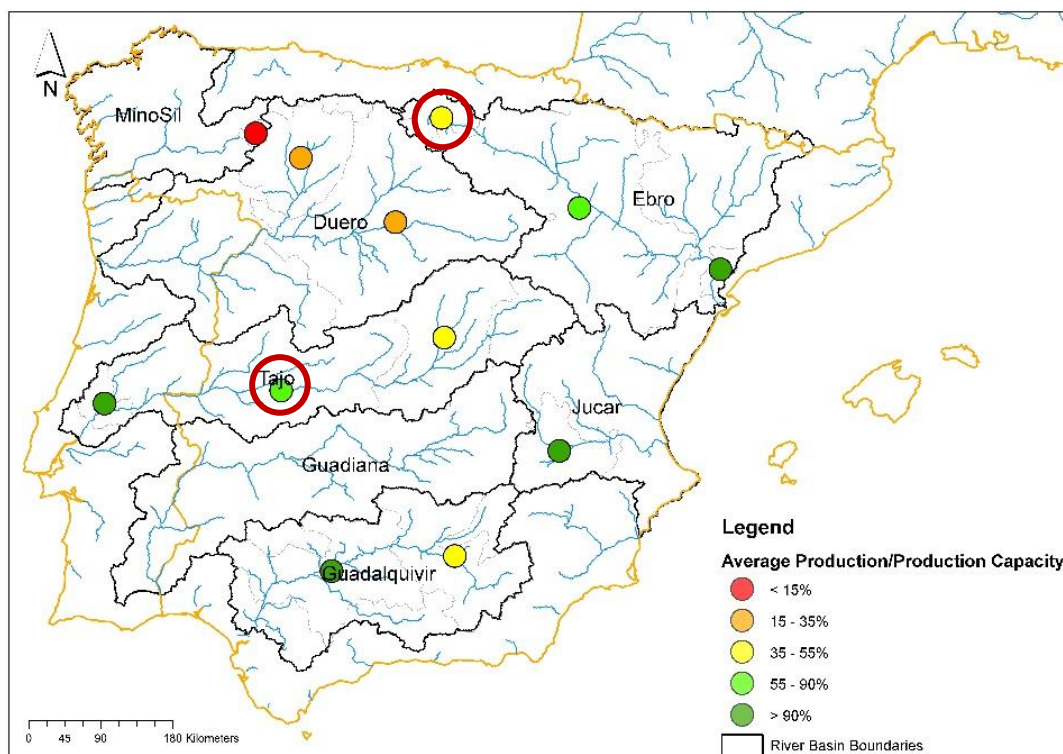 N
MinoSil
Ebro
Duero
Tajo
Jucar
Guadiana
Guadalquivir
Legend
Average Production/Production Capacity
< 15%
15 - 35%
35 - 55%
55 - 90%
> 90%
River Basin Boundaries
0 45 90 180 Kilometers